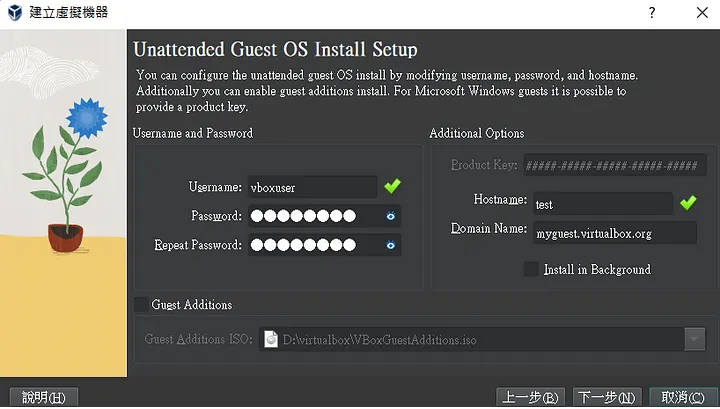 建立虛擬機器
Unattended Guest OS Install Setup
You can configure the unattended guest OS install by modifying username, password, and hostname.
Additionally you can enable guest additions install. For Microsoft Windows guests it is possible to
provide a product key.
Username and Password
Username: vboxuser
Password:
Repeat Password:
Additional Options
Product Key: #####-#####-#####-#####-#####
Hostname: test
Domain Name: myguest.virtualbox.org
Install in Background
Guest Additions
Guest Additions ISO: D:\virtualbox\VBoxGuestAdditions.iso
說明(H)
上一步(B)
下一步(N)
取消(C)